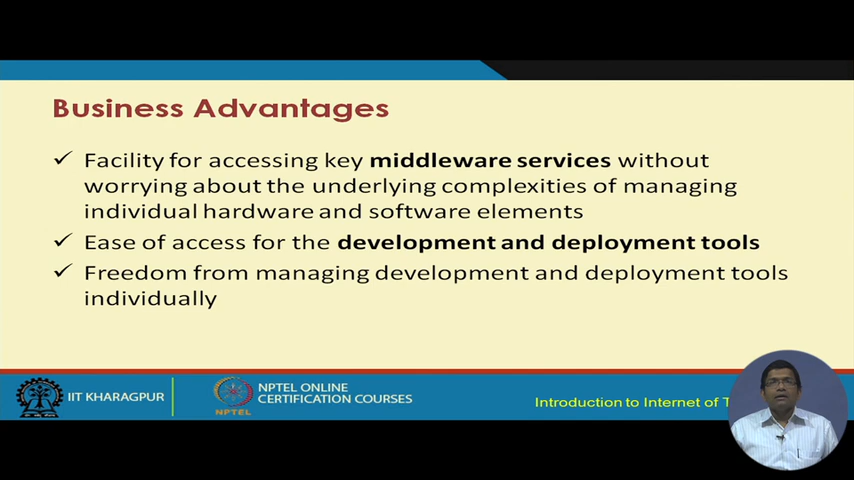 Business Advantages
✓ Facility for accessing key middleware services without
worrying about the underlying complexities of managing
individual hardware and software elements
✓ Ease of access for the development and deployment tools
✓ Freedom from managing development and deployment tools
individually
IIT KHARAGPUR
NPTEL
NPTEL ONLINE
CERTIFICATION COURSES
Introduction to Internet of T